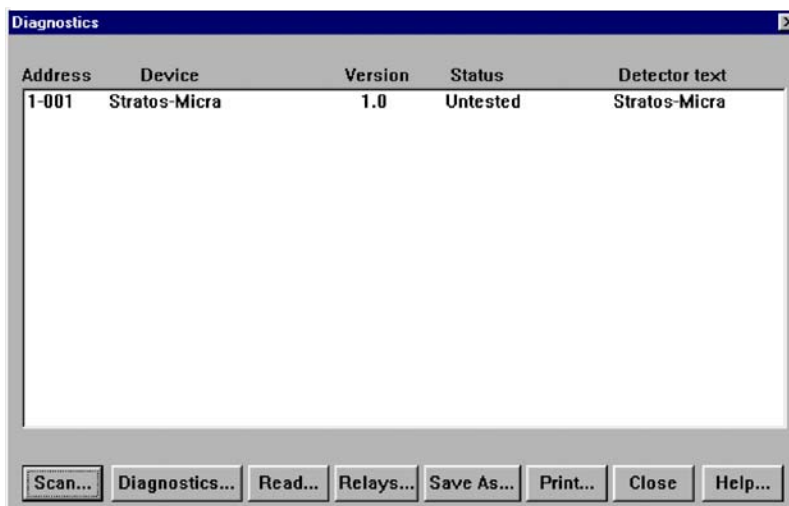 Diagnostics
Address Device Version Status Detector text
1-001 Stratos-Micra 1.0 Untested Stratos-Micra
Scan... Diagnostics... Read... Relays... Save As... Print... Close Help...